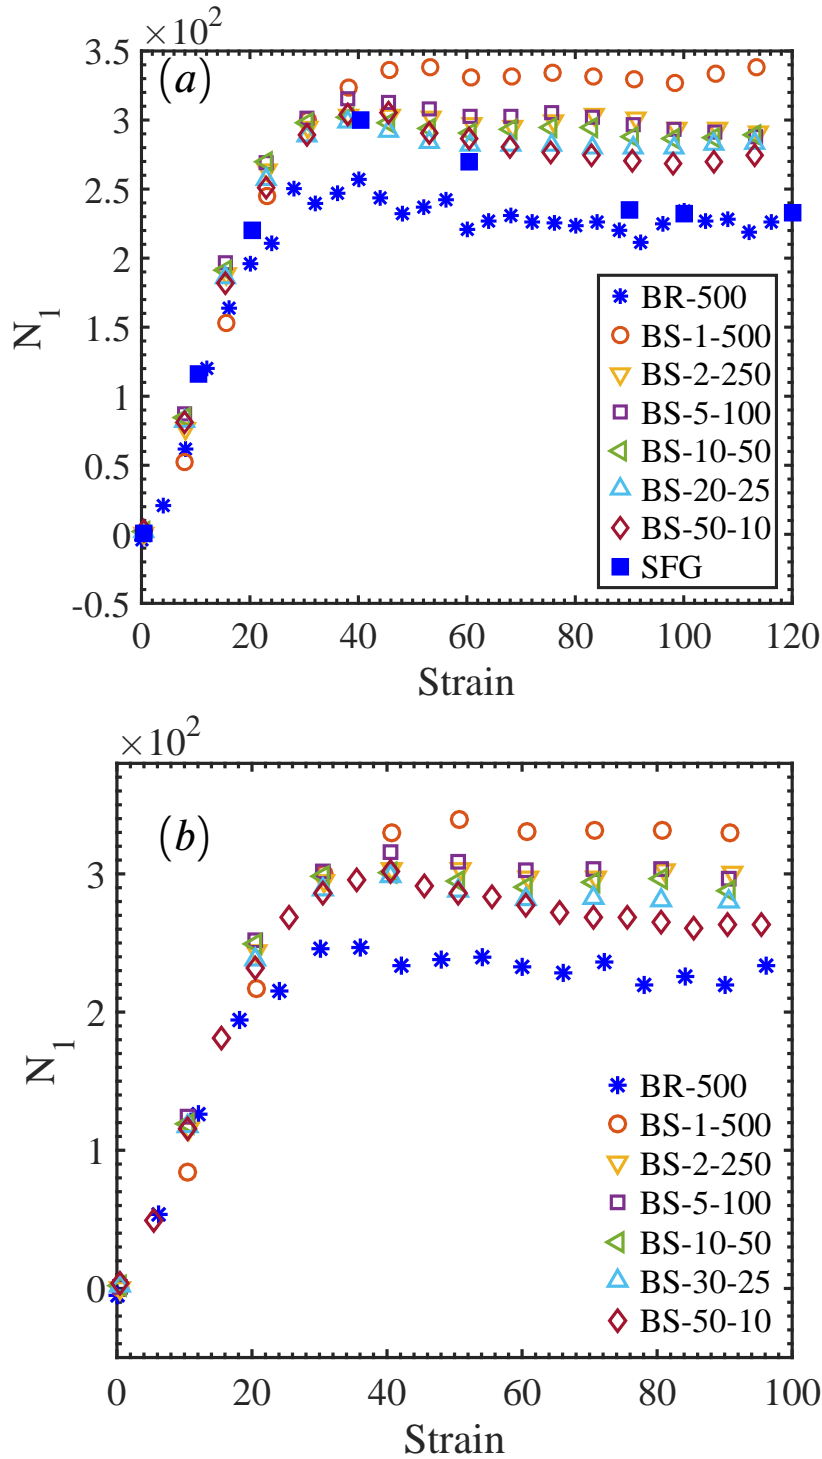 ×10²
3.5
(a)
3
2.5
2
N₁
1.5
1
0.5
0
-0.5
BR-500
BS-1-500
BS-2-250
BS-5-100
BS-10-50
BS-20-25
BS-50-10
SFG
0 20 40 60 80 100 120
Strain
×10²
(b)
3
2
N₁
1
0
BR-500
BS-1-500
BS-2-250
BS-5-100
BS-10-50
BS-30-25
BS-50-10
0 20 40 60 80 100
Strain